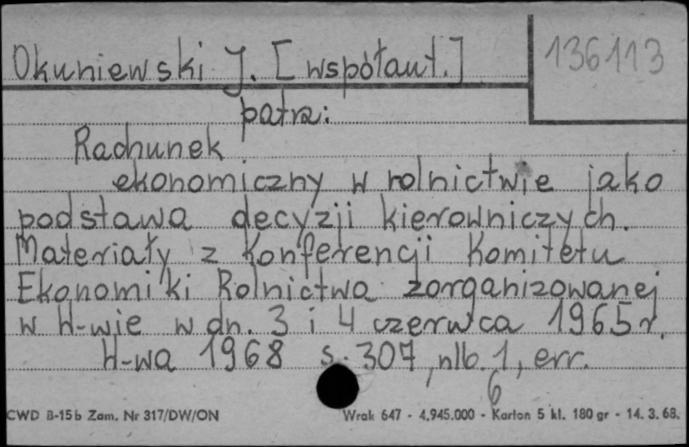 Okuniewski J. [współaut.] 136113
patrz:
Rachunek
ekonomiczny w rolnictwie jako
podstawa decyzji kierowniczych.
Materiały z Konferencji Komitetu
Ekonomiki Rolnictwa zorganizowanej
w W-wie w dn. 3 i 4 czerwca 1965 r.
W-wa 1968 s. 307, nlb. 1, err.
6
CWD B-15b Zam. Nr 317/DW/ON Wrak 647 - 4.945.000 - Karton 5 kl. 180 gr - 14. 3. 68.